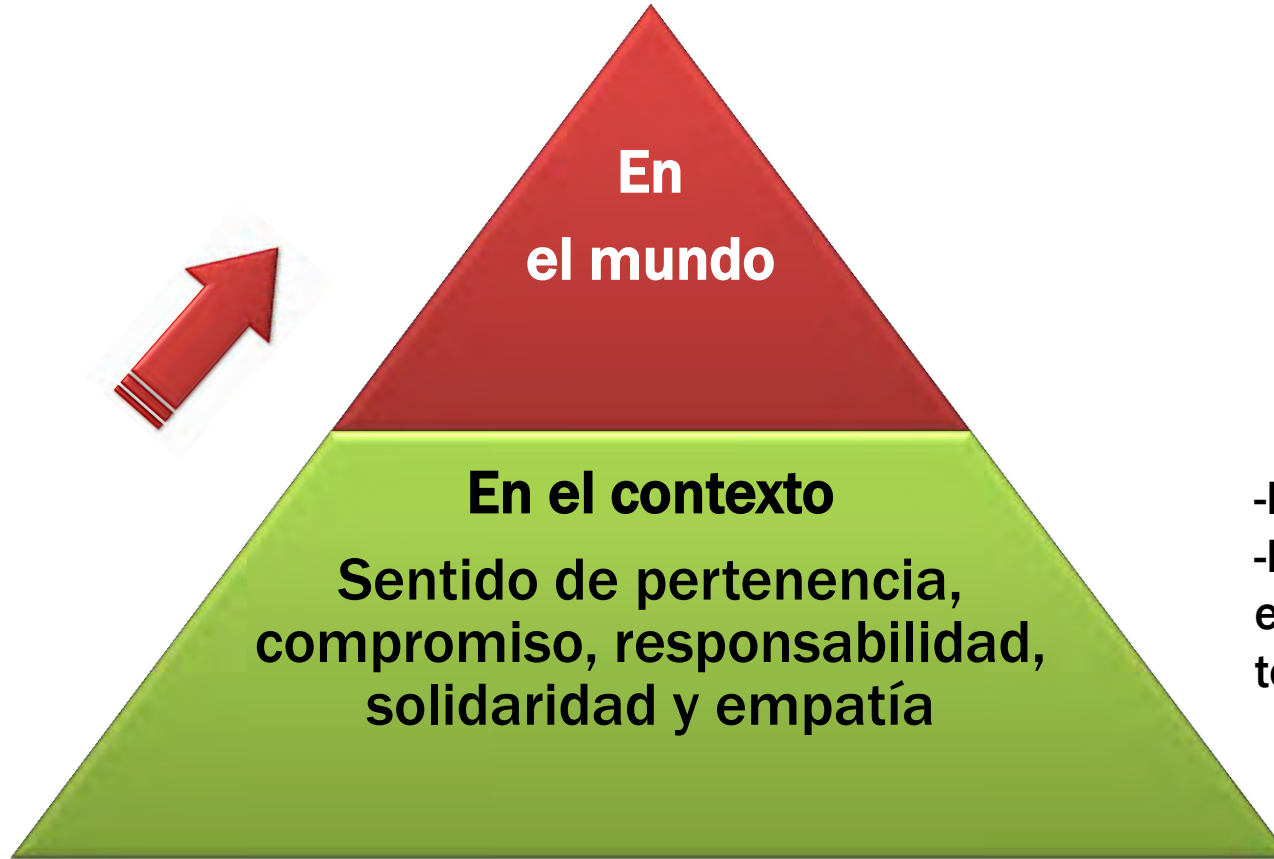 En
el mundo
En el contexto
Sentido de pertenencia,
compromiso, responsabilidad,
solidaridad y empatía